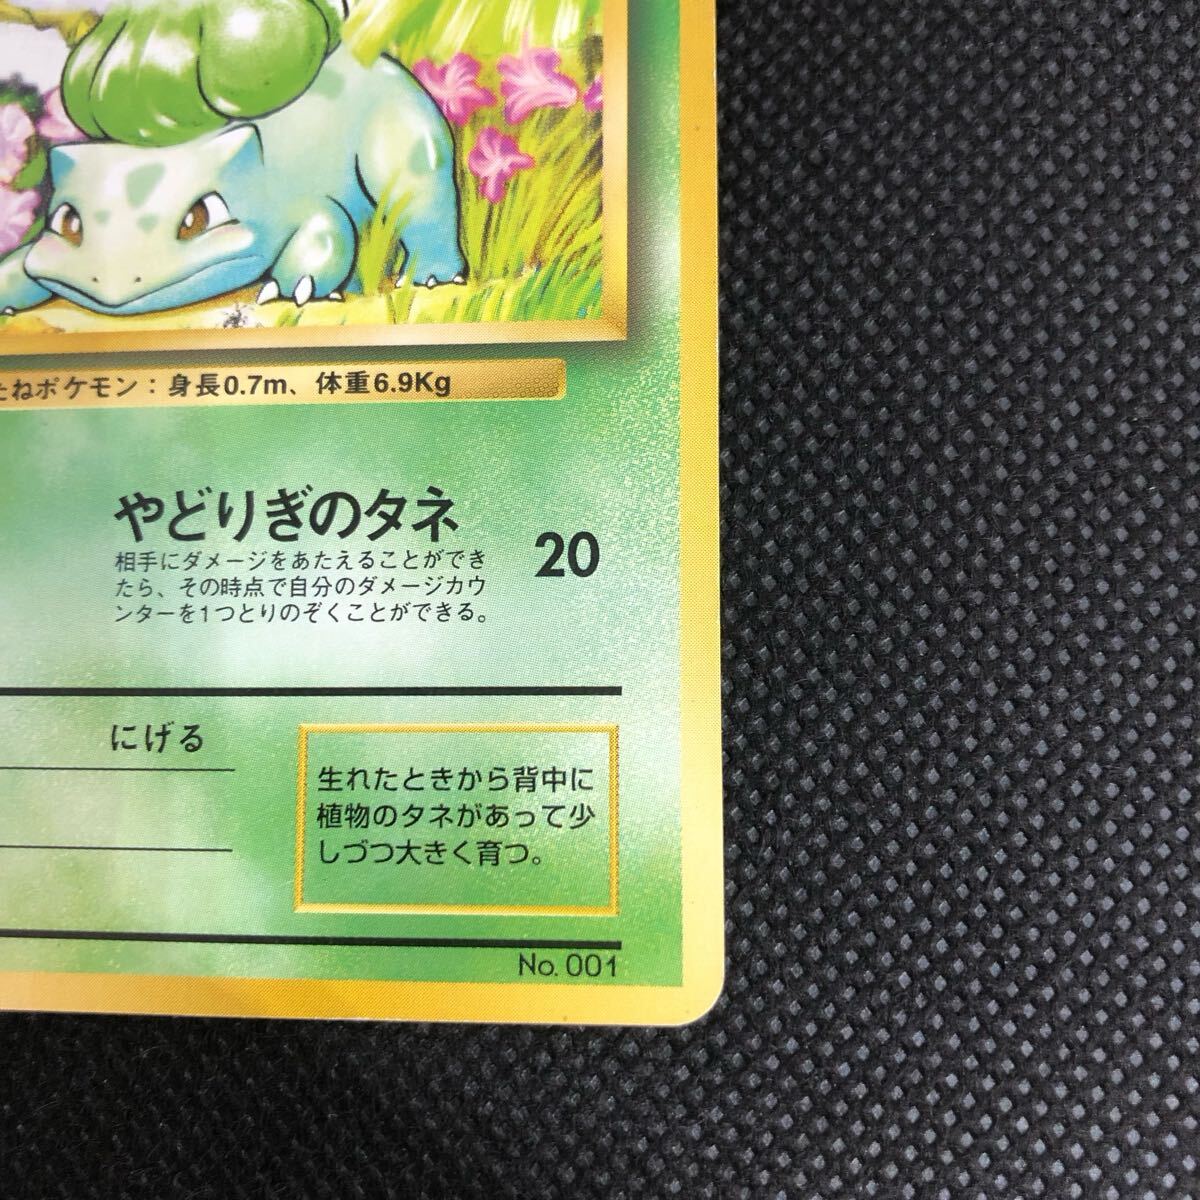 たねポケモン：身長0.7m、体重6.9Kg
やどりぎのタネ
20
相手にダメージをあたえることができ
たら、その時点で自分のダメージカウ
ンターを1つとりのぞくことができる。
にげる
生れたときから背中に
植物のタネがあって少
しづつ大きく育つ。
No. 001